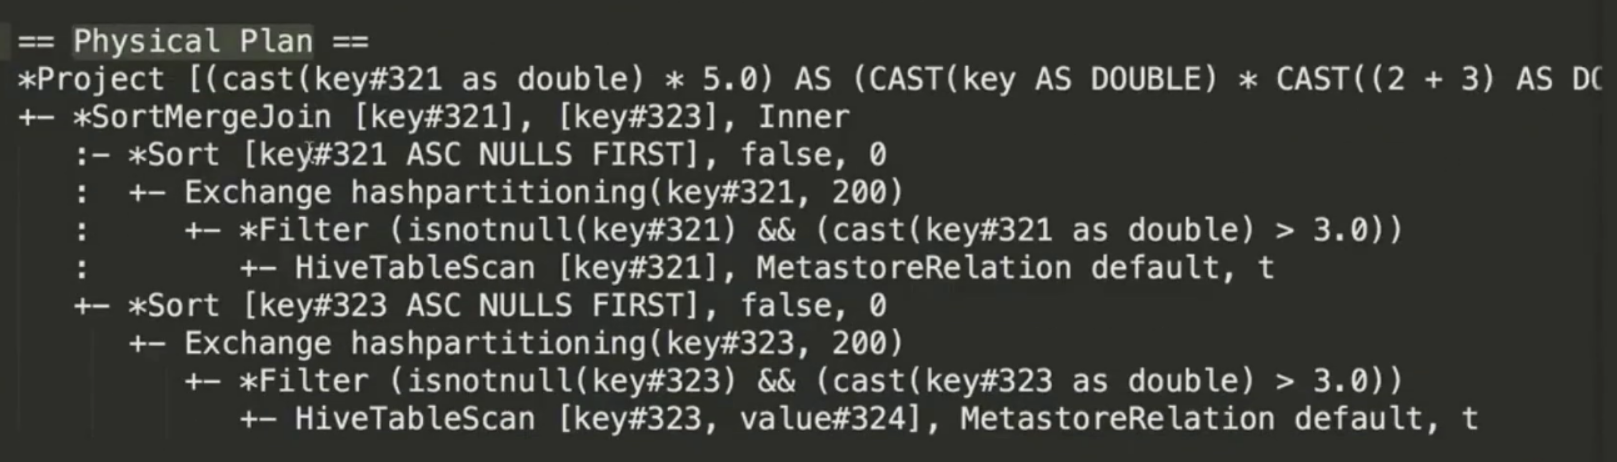 == Physical Plan ==
*Project [(cast(key#321 as double) * 5.0) AS (CAST(key AS DOUBLE) * CAST((2 + 3) AS DO
+- *SortMergeJoin [key#321], [key#323], Inner
   :- *Sort [key#321 ASC NULLS FIRST], false, 0
   :  +- Exchange hashpartitioning(key#321, 200)
   :     +- *Filter (isnotnull(key#321) && (cast(key#321 as double) > 3.0))
   :        +- HiveTableScan [key#321], MetastoreRelation default, t
   +- *Sort [key#323 ASC NULLS FIRST], false, 0
      +- Exchange hashpartitioning(key#323, 200)
         +- *Filter (isnotnull(key#323) && (cast(key#323 as double) > 3.0))
            +- HiveTableScan [key#323, value#324], MetastoreRelation default, t